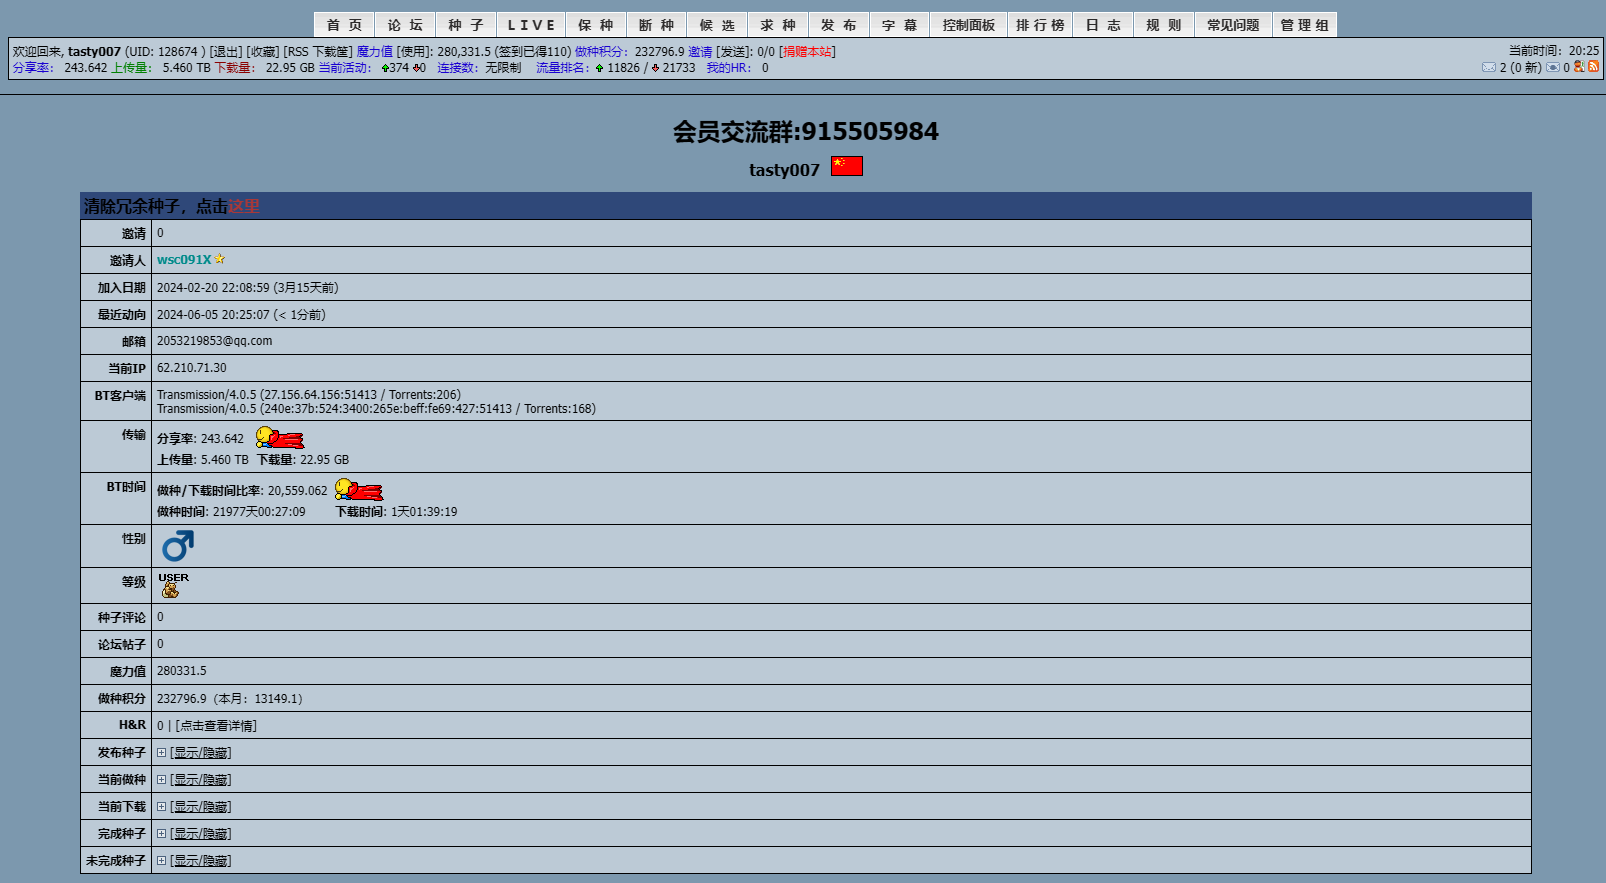 首 页 论 坛 种 子 L I V E 保 种 断 种 候 选 求 种 发 布 字 幕 控制面板 排 行 榜 日 志 规 则 常见问题 管 理 组
欢迎回来, tasty007 (UID: 128674 ) [退出] [收藏] [RSS 下载筐] 魔力值 [使用]: 280,331.5 (签到已得110) 做种积分: 232796.9 邀请 [发送]: 0/0 [捐赠本站] 当前时间：20:25
分享率： 243.642 上传量： 5.460 TB 下载量： 22.95 GB 当前活动： 374 0 连接数：无限制 流量排名： 11826 / 21733 我的HR： 0 2 (0 新) 0
会员交流群:915505984
tasty007
清除冗余种子，点击这里
邀请 0
邀请人 wsc091X
加入日期 2024-02-20 22:08:59 (3月15天前)
最近动向 2024-06-05 20:25:07 (< 1分前)
邮箱 2053219853@qq.com
当前IP 62.210.71.30
BT客户端 Transmission/4.0.5 (27.156.64.156:51413 / Torrents:206)
Transmission/4.0.5 (240e:37b:524:3400:265e:beff:fe69:427:51413 / Torrents:168)
传输 分享率: 243.642
上传量: 5.460 TB 下载量: 22.95 GB
BT时间 做种/下载时间比率: 20,559.062
做种时间: 21977天00:27:09 下载时间: 1天01:39:19
性别
等级 USER
种子评论 0
论坛帖子 0
魔力值 280331.5
做种积分 232796.9（本月：13149.1）
H&R 0 | [点击查看详情]
发布种子 [显示/隐藏]
当前做种 [显示/隐藏]
当前下载 [显示/隐藏]
完成种子 [显示/隐藏]
未完成种子 [显示/隐藏]